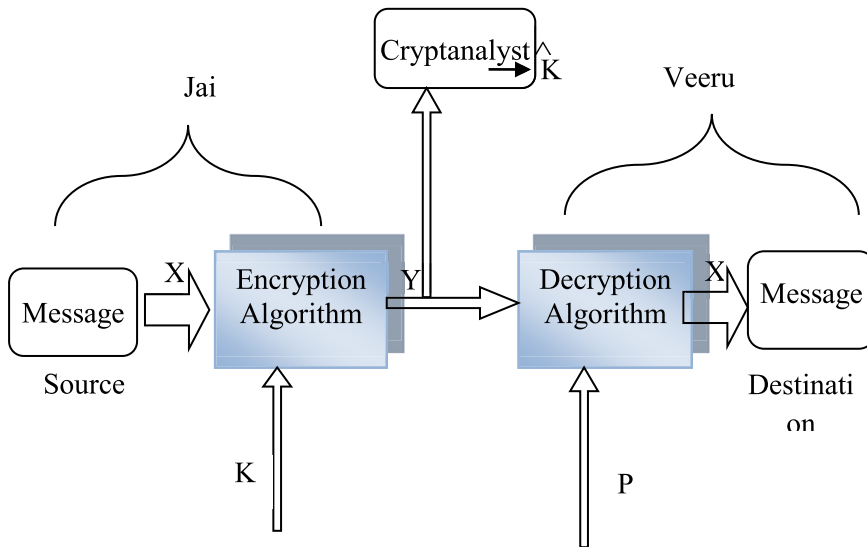 Cryptanalyst
^
K
Jai
Veeru
X
Encryption
Algorithm
Y
Decryption
Algorithm
X
Message
Message
Source
Destinati
on
K
P